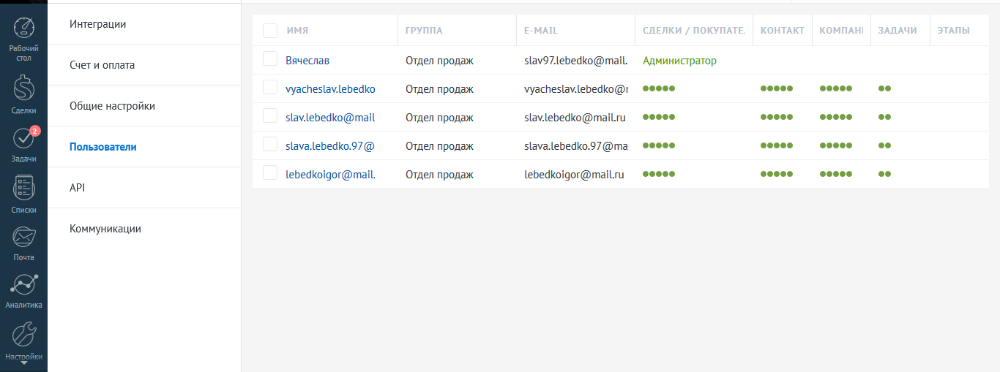 Рабочий
стол
Сделки
2
Задачи
Списки
Почта
Аналитика
Настройки
Интеграции
Счет и оплата
Общие настройки
Пользователи
API
Коммуникации
ИМЯ ГРУППА E-MAIL СДЕЛКИ / ПОКУПАТЕ. КОНТАКТ КОМПАНІ ЗАДАЧИ ЭТАПЫ
Вячеслав Отдел продаж slav97.lebedko@mail. Администратор
vyacheslav.lebedko Отдел продаж vyacheslav.lebedko@
slav.lebedko@mail Отдел продаж slav.lebedko@mail.ru
slava.lebedko.97@ Отдел продаж slava.lebedko.97@ma
lebedkoigor@mail. Отдел продаж lebedkoigor@mail.ru